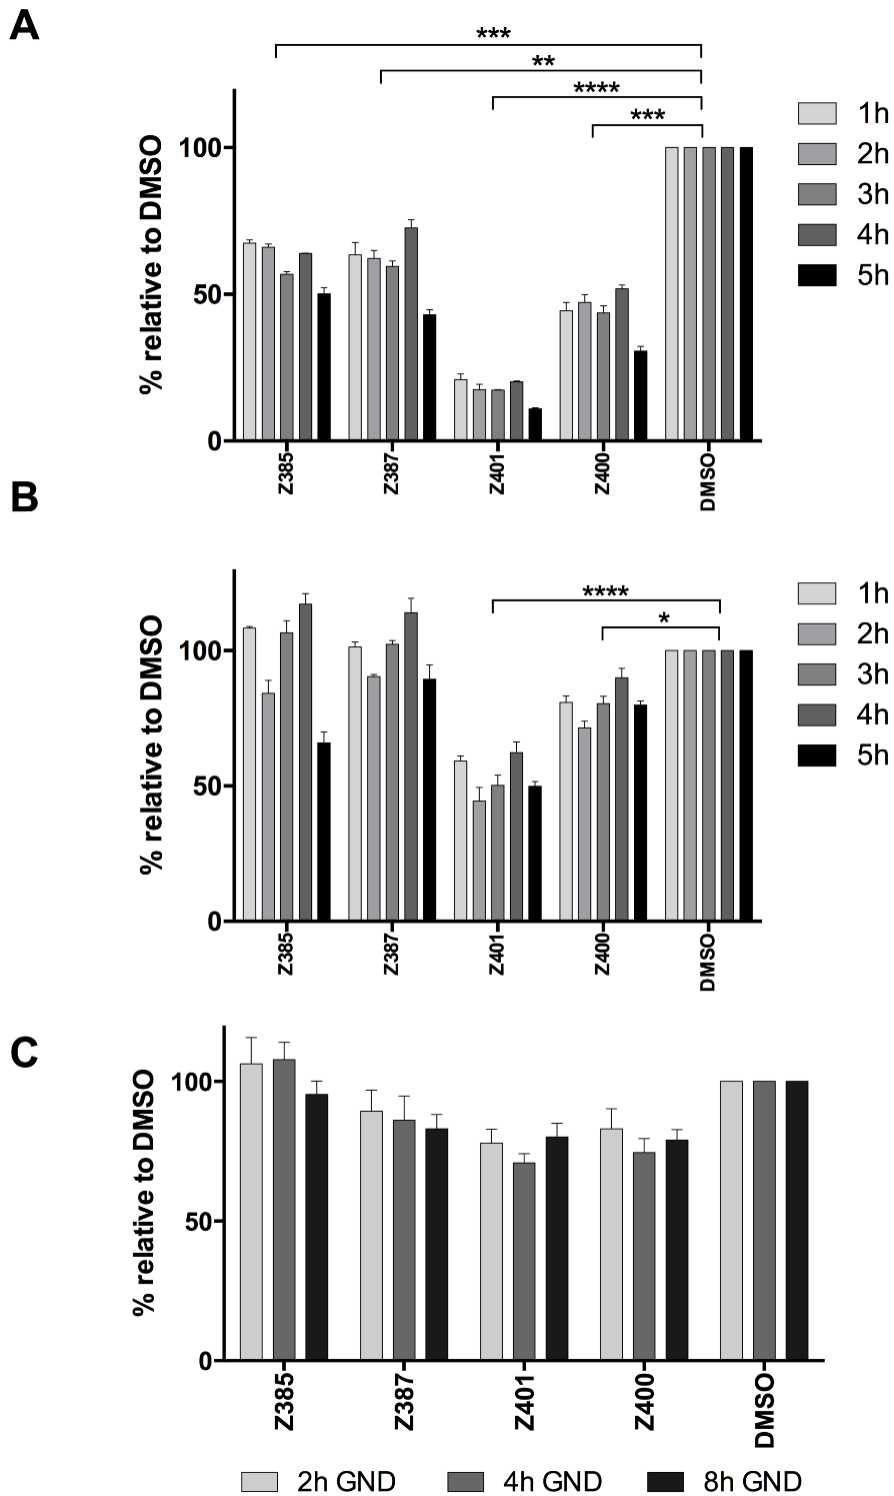 A
***
**
****
***
% relative to DMSO
100
50
0
Z385
Z387
Z401
Z400
DMSO
1h
2h
3h
4h
5h
B
****
*
% relative to DMSO
100
50
0
Z385
Z387
Z401
Z400
DMSO
1h
2h
3h
4h
5h
C
% relative to DMSO
100
50
0
Z385
Z387
Z401
Z400
DMSO
2h GND 4h GND 8h GND